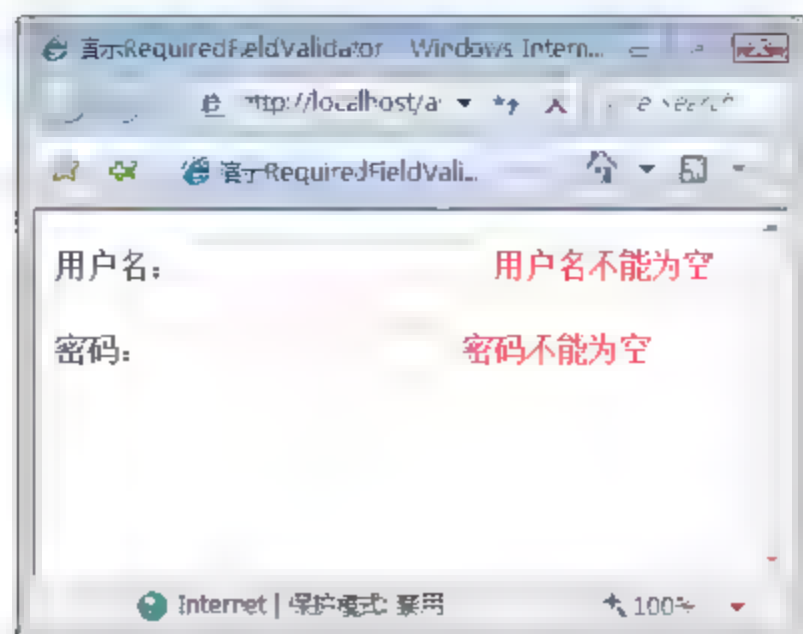 演示RequiredFieldValidator Windows Intern...
http://localhost/a
演示RequiredFieldVali...
用户名: 用户名不能为空
密码: 密码不能为空
Internet | 保护模式: 禁用 100%